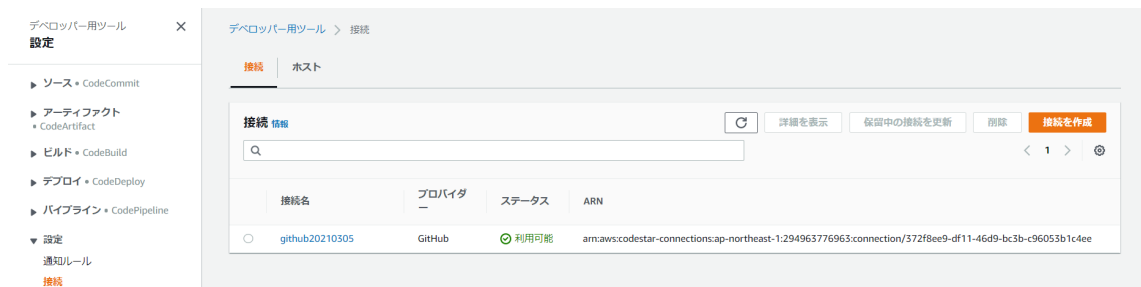 デベロッパー用ツール
設定
ソース • CodeCommit
アーティファクト
• CodeArtifact
ビルド • CodeBuild
デプロイ • CodeDeploy
パイプライン • CodePipeline
設定
通知ルール
接続
デベロッパー用ツール > 接続
接続 ホスト
接続 情報 詳細を表示 保留中の接続を更新 削除 接続を作成
< 1 >
接続名 プロバイダ
ー ステータス ARN
github20210305 GitHub 利用可能 arn:aws:codestar-connections:ap-northeast-1:294963776963:connection/372f8ee9-df11-46d9-bc3b-c96053b1c4ee